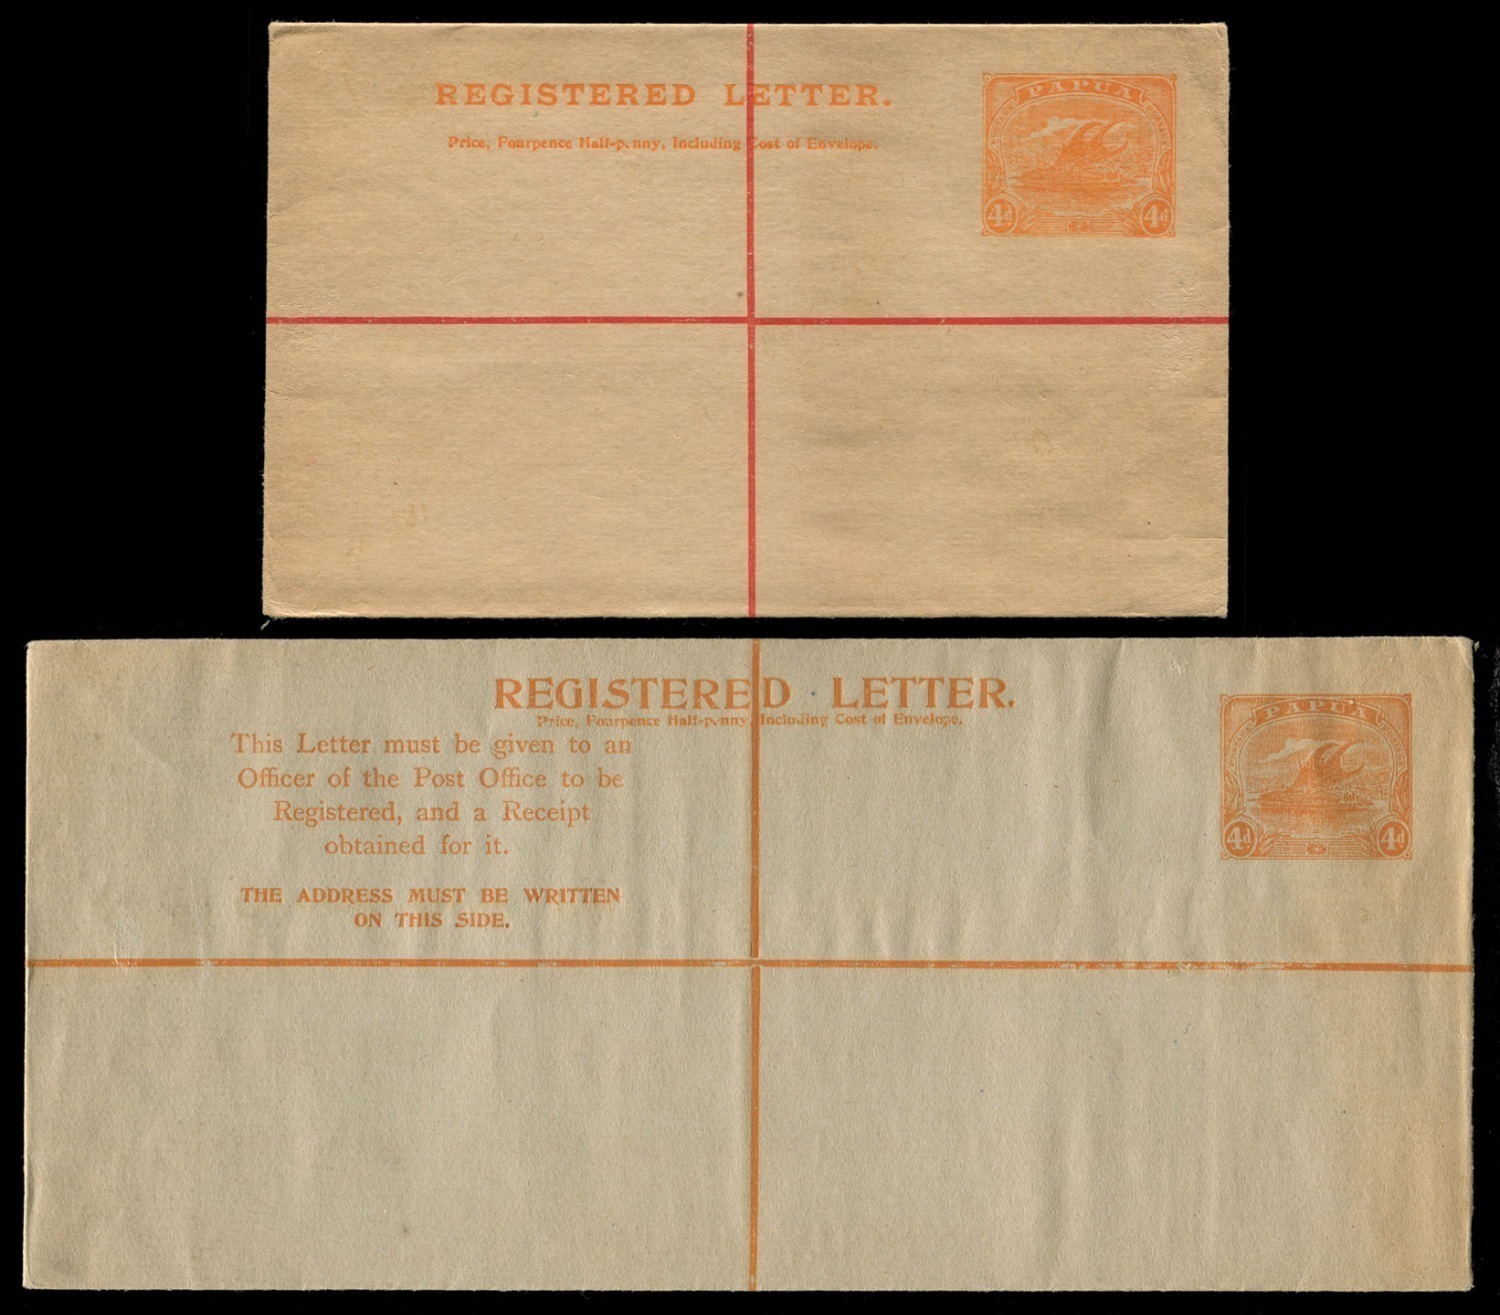 REGISTERED LETTER.
Price, Fourpence Half-penny, Including Cost of Envelope.
PAPUA
4d 4d
REGISTERED LETTER.
Price, Fourpence Half-penny, Including Cost of Envelope.
This Letter must be given to an
Officer of the Post Office to be
Registered, and a Receipt
obtained for it.
THE ADDRESS MUST BE WRITTEN
ON THIS SIDE.
PAPUA
4d 4d